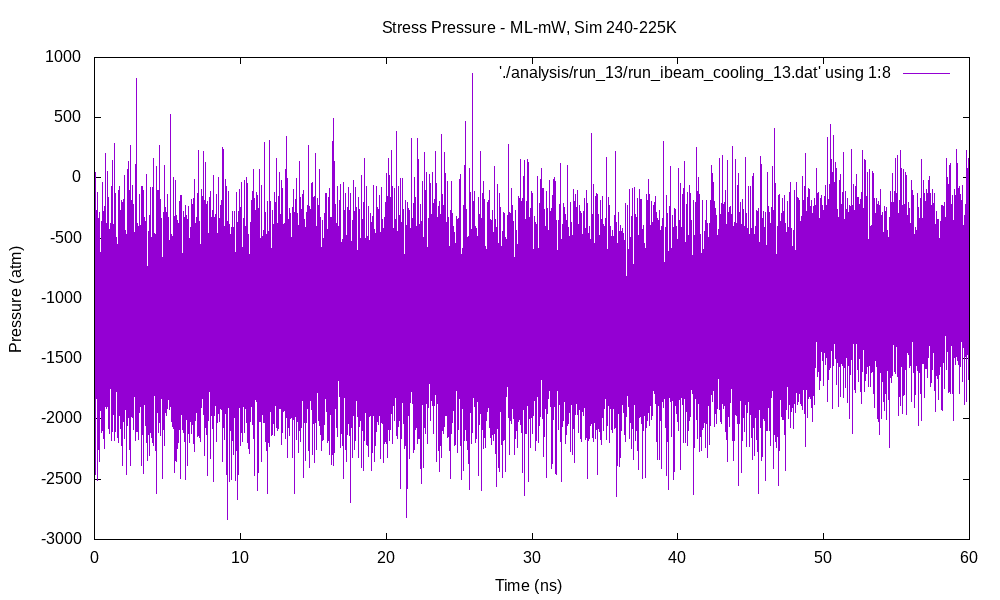 Stress Pressure - ML-mW, Sim 240-225K
'./analysis/run_13/run_ibeam_cooling_13.dat' using 1:8
Pressure (atm)
1000
500
0
-500
-1000
-1500
-2000
-2500
-3000
0 10 20 30 40 50 60
Time (ns)